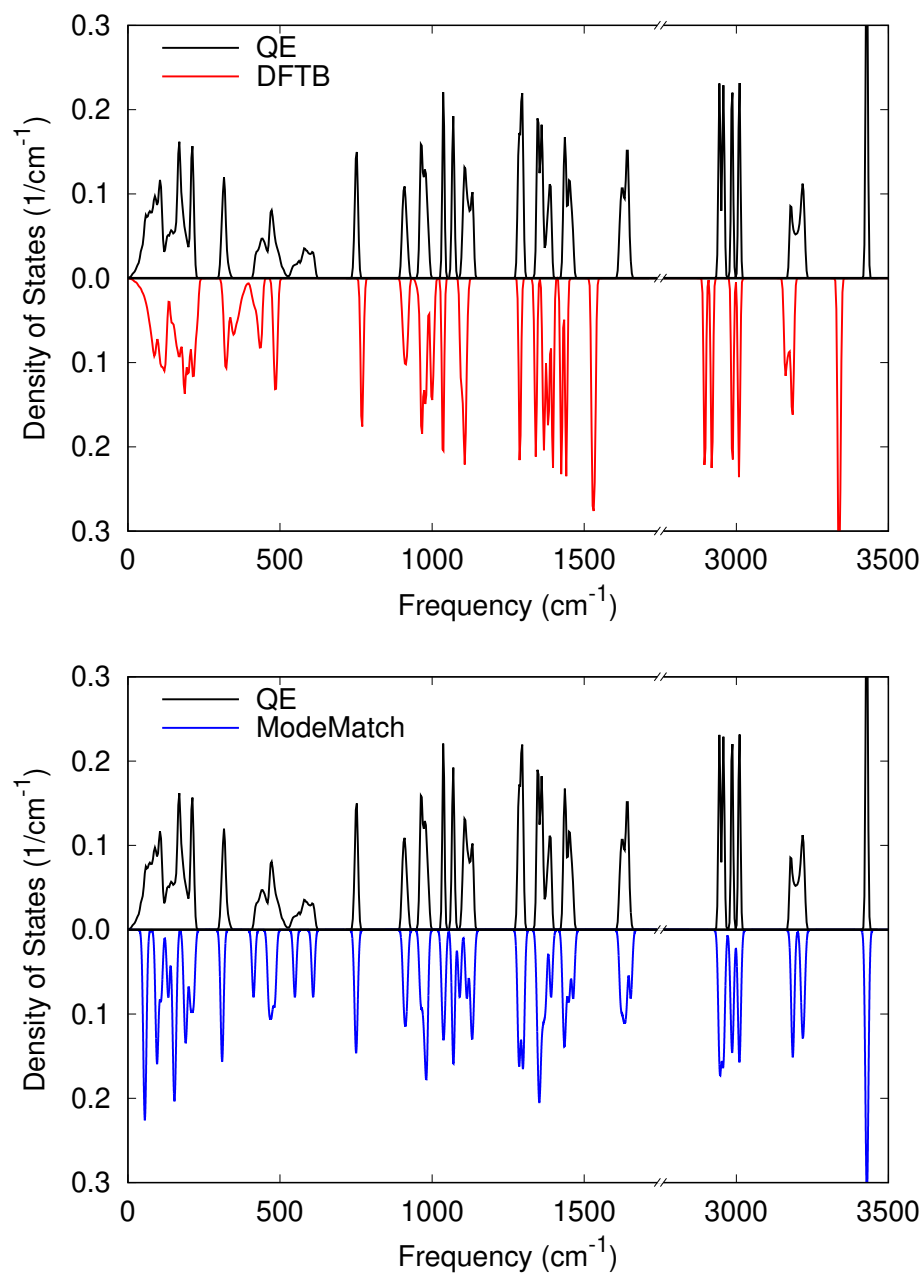 0.3
QE
DFTB
0.2
0.1
0.0
0.1
0.2
0.3
Density of States (1/cm⁻¹)
0 500 1000 1500 3000 3500
Frequency (cm⁻¹)
0.3
QE
ModeMatch
0.2
0.1
0.0
0.1
0.2
0.3
Density of States (1/cm⁻¹)
0 500 1000 1500 3000 3500
Frequency (cm⁻¹)